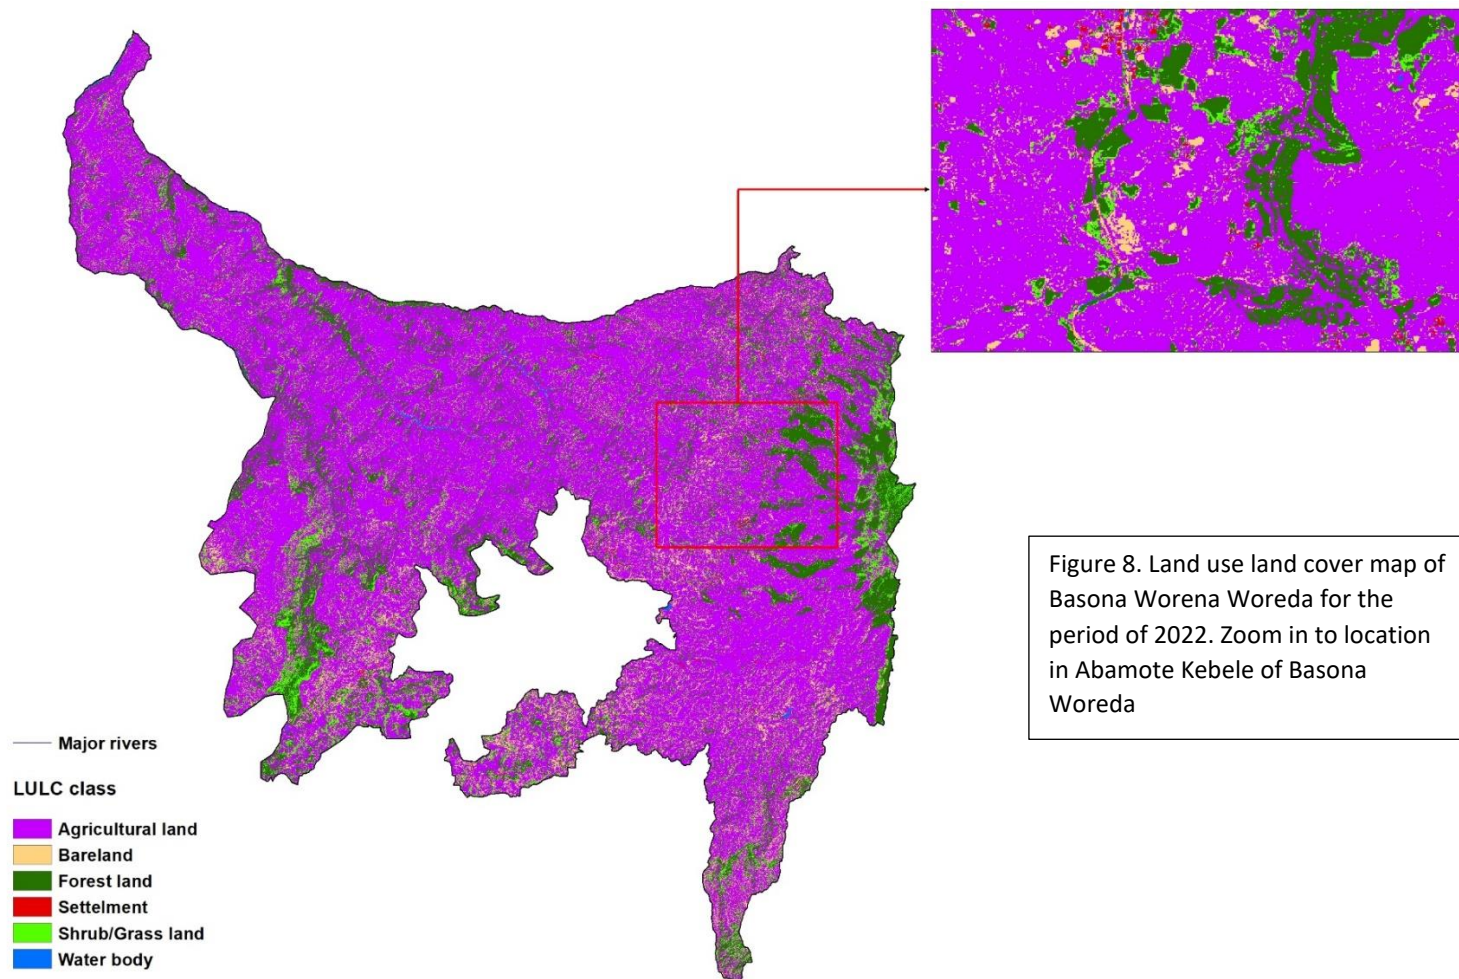 Figure 8. Land use land cover map of
Basona Worena Woreda for the
period of 2022. Zoom in to location
in Abamote Kebele of Basona
Woreda
Major rivers
LULC class
Agricultural land
Bareland
Forest land
Settelment
Shrub/Grass land
Water body